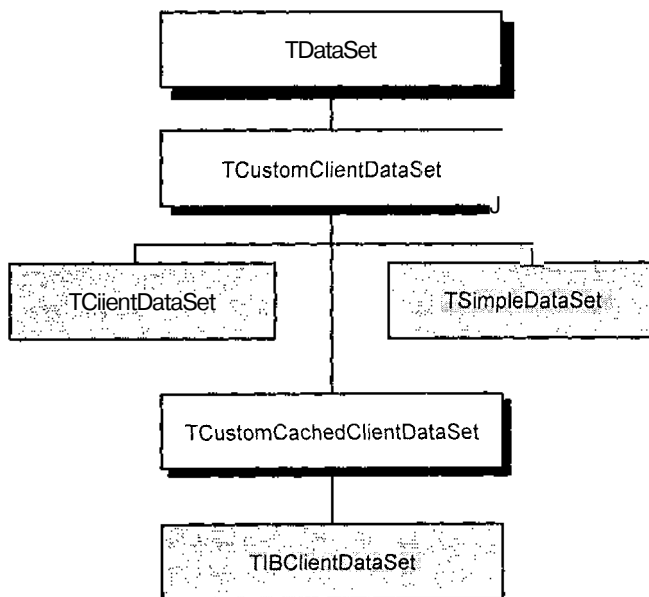 TDataSet
TCustomClientDataSet
TCiientDataSet
TSimpleDataSet
TCustomCachedClientDataSet
TIBClientDataSet